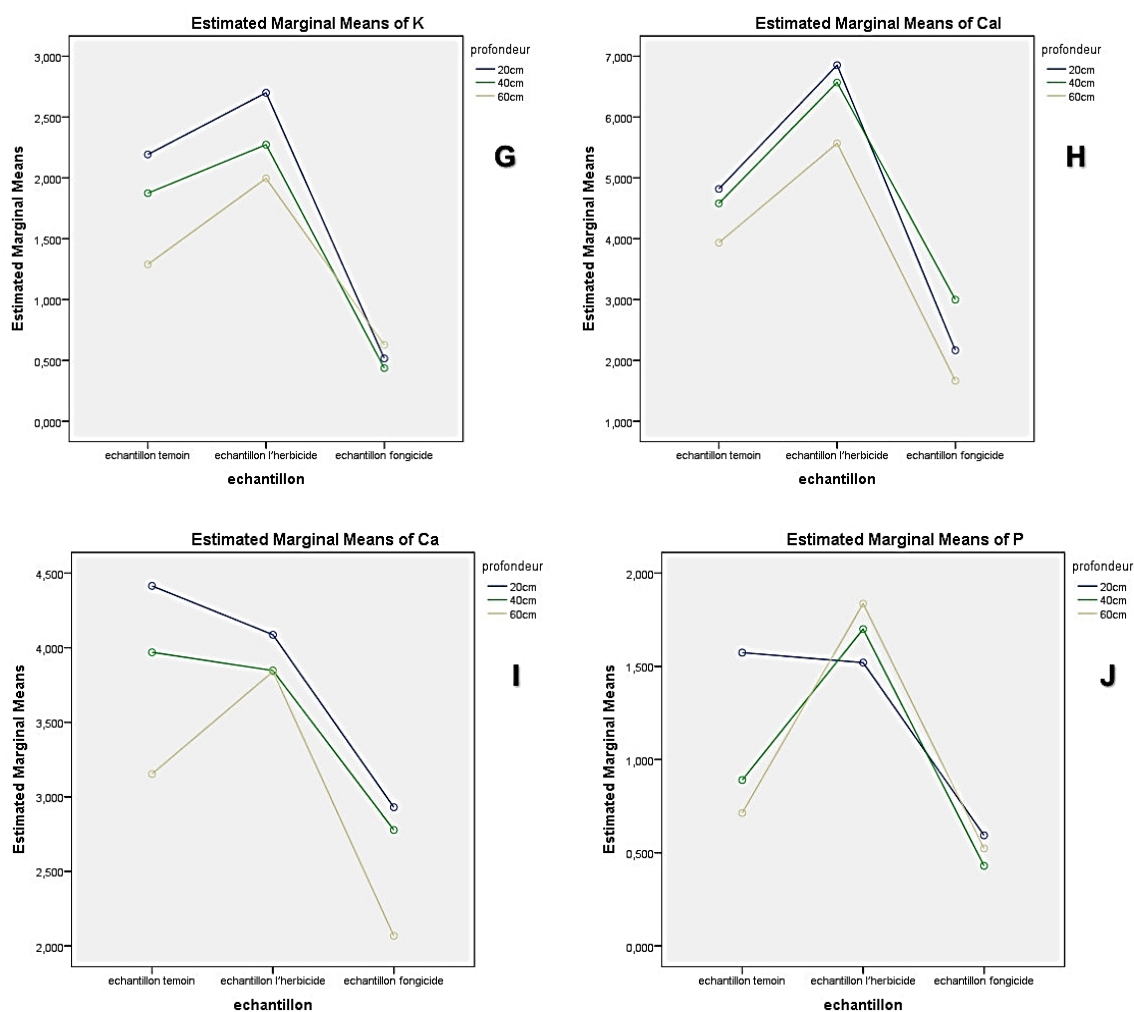 Estimated Marginal Means of K
profondeur
20cm
40cm
60cm
Estimated Marginal Means
3,000
2,500
2,000
1,500
1,000
0,500
0,000
echantillon temoin
echantillon l'herbicide
echantillon fongicide
echantillon
G
Estimated Marginal Means of Cal
profondeur
20cm
40cm
60cm
Estimated Marginal Means
7,000
6,000
5,000
4,000
3,000
2,000
1,000
echantillon temoin
echantillon l'herbicide
echantillon fongicide
echantillon
H
Estimated Marginal Means of Ca
profondeur
20cm
40cm
60cm
Estimated Marginal Means
4,500
4,000
3,500
3,000
2,500
2,000
echantillon temoin
echantillon l'herbicide
echantillon fongicide
echantillon
I
Estimated Marginal Means of P
profondeur
20cm
40cm
60cm
Estimated Marginal Means
2,000
1,500
1,000
0,500
0,000
echantillon temoin
echantillon l'herbicide
echantillon fongicide
echantillon
J